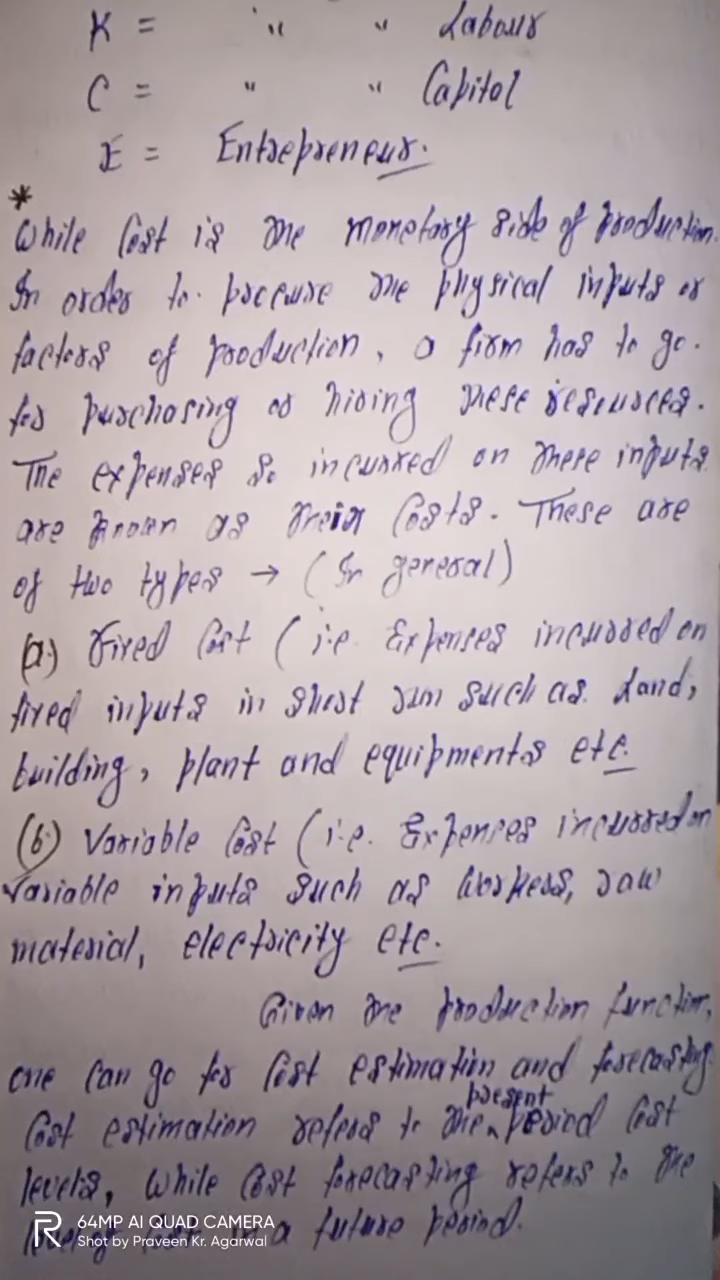 K = " " Labour
C = " " Capital
E = Entrepreneur.
*
While Cost is the monetary side of production.
In order to procure the physical inputs or
factors of production, a firm has to go
for purchasing or hiring these resources.
The expenses so incurred on these inputs
are known as their Costs. These are
of two types → (In general)
(a) Fixed Cost (i.e. Expenses incurred on
fixed inputs in short run such as Land,
building, plant and equipments etc.
(b) Variable Cost (i.e. Expenses incurred on
variable inputs such as workers, raw
material, electricity etc.
Given the production function,
one can go for Cost estimation and forecasting.
Cost estimation refers to the present period Cost
levels, while Cost forecasting refers to the
in a future period.
64MP AI QUAD CAMERA
Shot by Praveen Kr. Agarwal